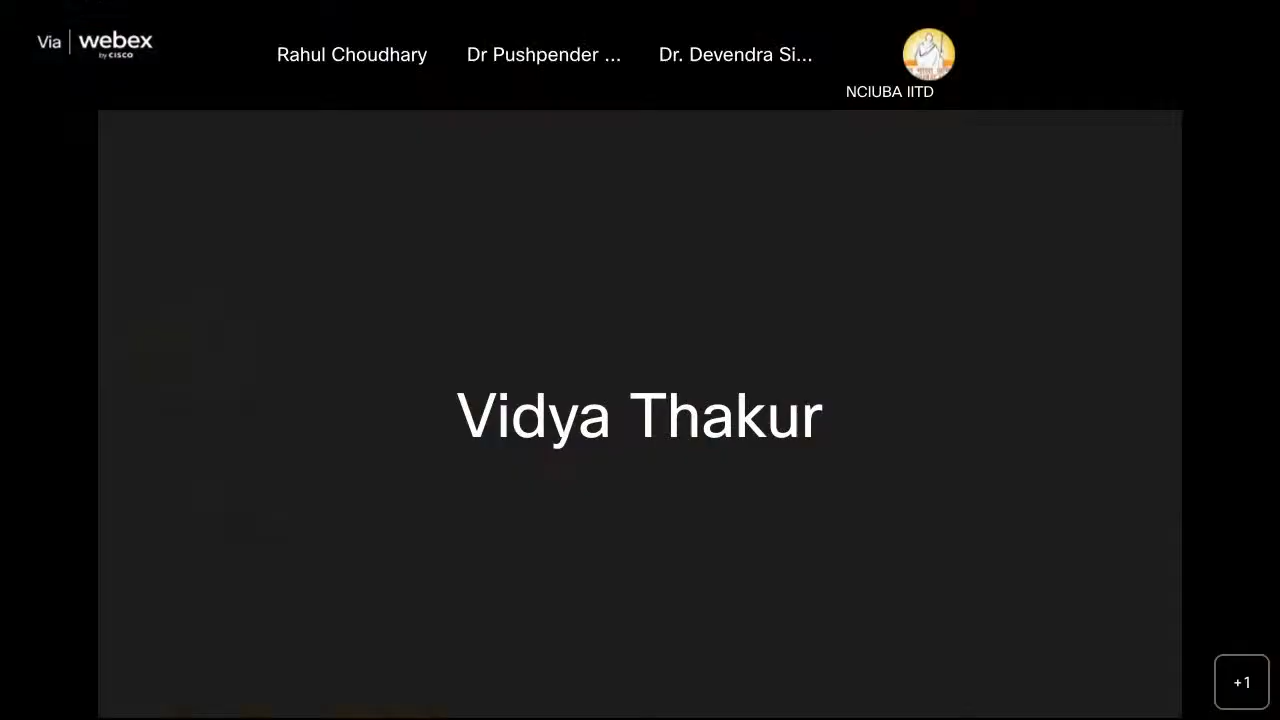 Via webex
by CISCO
Rahul Choudhary
Dr Pushpender ...
Dr. Devendra Si...
NCIUBA IITD
Vidya Thakur
+1